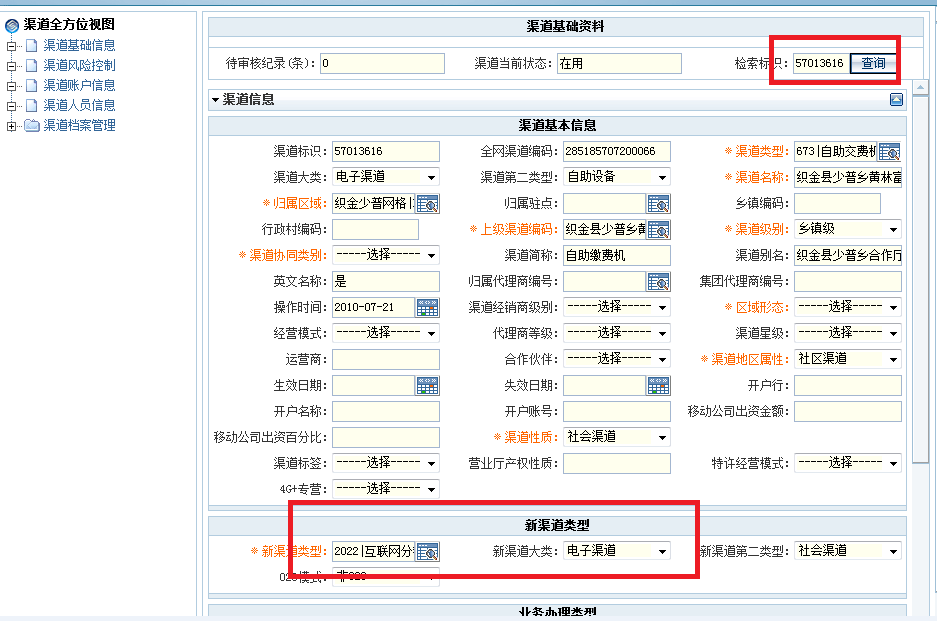 渠道全方位视图
渠道基础信息
渠道风险控制
渠道账户信息
渠道人员信息
渠道档案管理
渠道基础资料
待审核纪录(条): 0 渠道当前状态: 在用 检索标识: 57013616 查询
渠道信息
渠道基本信息
渠道标识: 57013616 全网渠道编码: 285185707200066 * 渠道类型: 673|自助交费机
渠道大类: 电子渠道 渠道第二类型: 自助设备 * 渠道名称: 织金县少普乡黄林富
* 归属区域: 织金少普网格 归属驻点: 乡镇编码:
行政村编码: * 上级渠道编码: 织金县少普乡 * 渠道级别: 乡镇级
* 渠道协同类别: -----选择----- 渠道简称: 自助缴费机 渠道别名: 织金县少普乡合作厅
英文名称: 是 归属代理商编号: 集团代理商编号:
操作时间: 2010-07-21 渠道经销商级别: -----选择----- * 区域形态: -----选择-----
经营模式: -----选择----- 代理商等级: -----选择----- 渠道星级: -----选择-----
运营商: 合作伙伴: -----选择----- * 渠道地区属性: 社区渠道
生效日期: 失效日期: 开户行:
开户名称: 开户账号: 移动公司出资金额:
移动公司出资百分比: * 渠道性质: 社会渠道
渠道标签: -----选择----- 营业厅产权性质: 特许经营模式: -----选择-----
4G+专营: -----选择-----
新渠道类型
* 新渠道类型: 2022|互联网分 新渠道大类: 电子渠道 新渠道第二类型: 社会渠道
O2O模式: 非O2O
业务办理类型